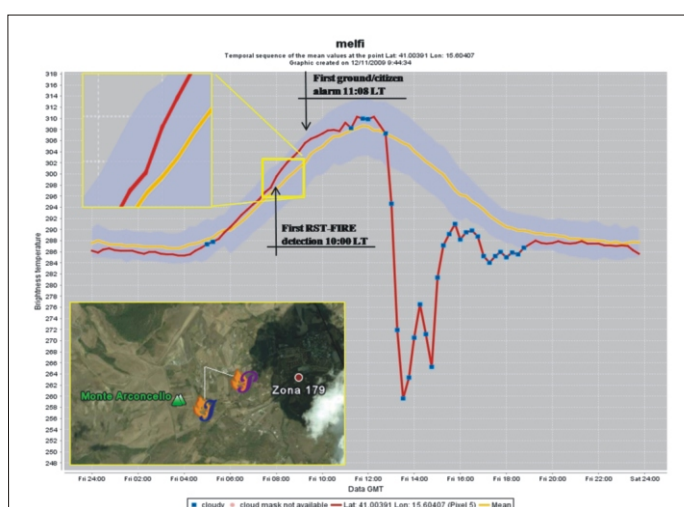 melfi
Temporal sequence of the mean values at the point Lat: 41.00391 Lon: 15.60407
Graphic created on 12/11/2009 9:44:34
First ground/citizen
alarm 11:08 LT
First RST-FIRE
detection 10:00 LT
Brightness temperature
318
316
314
312
310
308
306
304
302
300
298
296
294
292
290
288
286
284
282
280
278
276
274
272
270
268
266
264
262
260
258
256
254
252
250
248
Monte Arconcello
Zona 179
J
P
Fri 24:00
Fri 02:00
Fri 04:00
Fri 06:00
Fri 08:00
Fri 10:00
Fri 12:00
Fri 14:00
Fri 16:00
Fri 18:00
Fri 20:00
Fri 22:00
Sat 24:00
Data GMT
cloudy cloud mask not available Lat: 41.00391 Lon: 15.60407 (Pixel 5) Mean